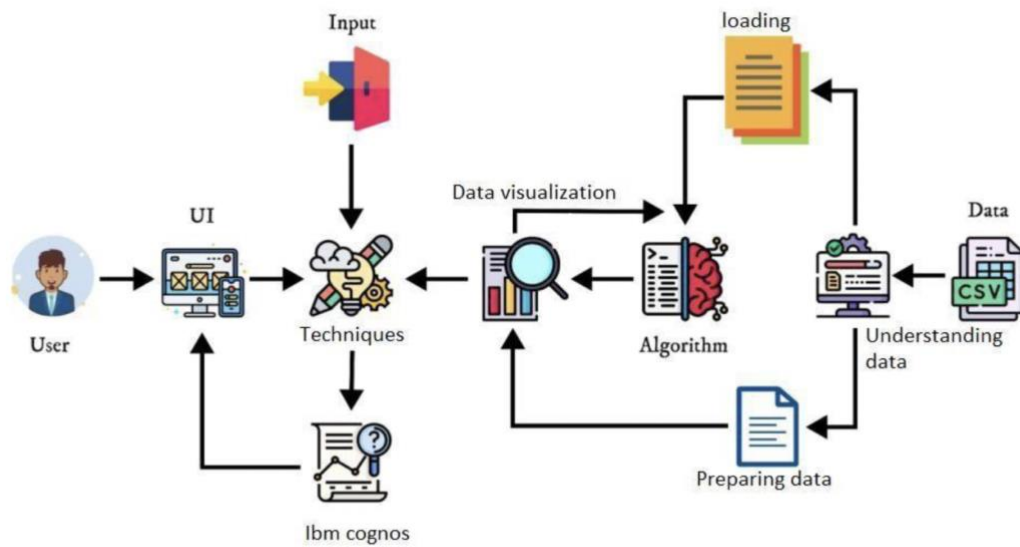 Input
loading
Data visualization
UI
Data
CSV
User
Techniques
Algorithm
Understanding
data
Preparing data
Ibm cognos